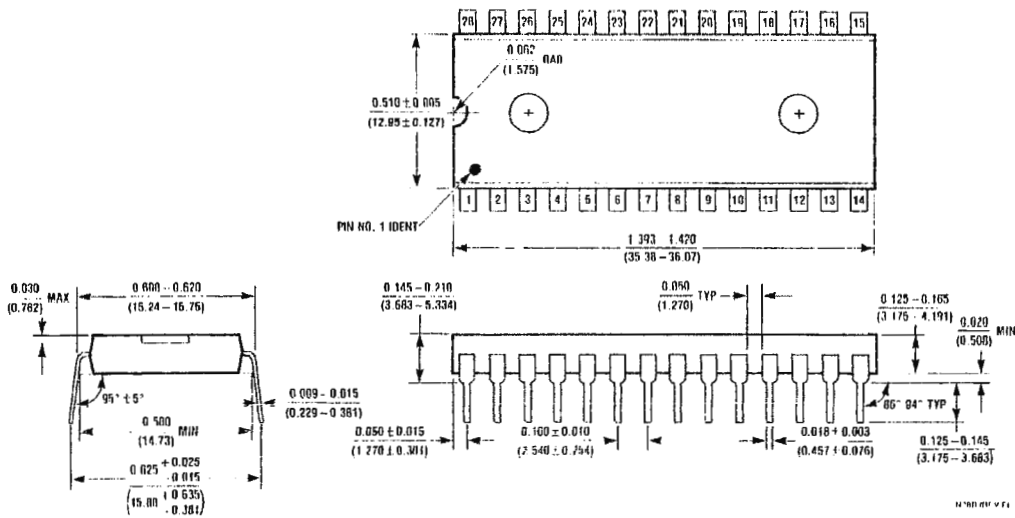 28 27 26 25 24 23 22 21 20 19 18 17 16 15
0.062
(1.575)
RAD
0.510 ± 0.005
(12.95 ± 0.127)
PIN NO. 1 IDENT
1 2 3 4 5 6 7 8 9 10 11 12 13 14
1.393 – 1.420
(35.38 – 36.07)
0.030
(0.762)
MAX
0.600 – 0.620
(15.24 – 15.75)
0.145 – 0.210
(3.683 – 5.334)
0.050
(1.270)
TYP
0.125 – 0.165
(3.175 – 4.191)
0.020
(0.508)
MIN
95° ± 5°
0.009 – 0.015
(0.229 – 0.381)
0.580
(14.73)
MIN
0.050 ± 0.015
(1.270 ± 0.381)
0.100 ± 0.010
(2.540 ± 0.254)
0.018 ± 0.003
(0.457 ± 0.076)
86° 94° TYP
0.125 – 0.145
(3.175 – 3.683)
0.625 + 0.025
0.015
(15.88 + 0.635
0.381)